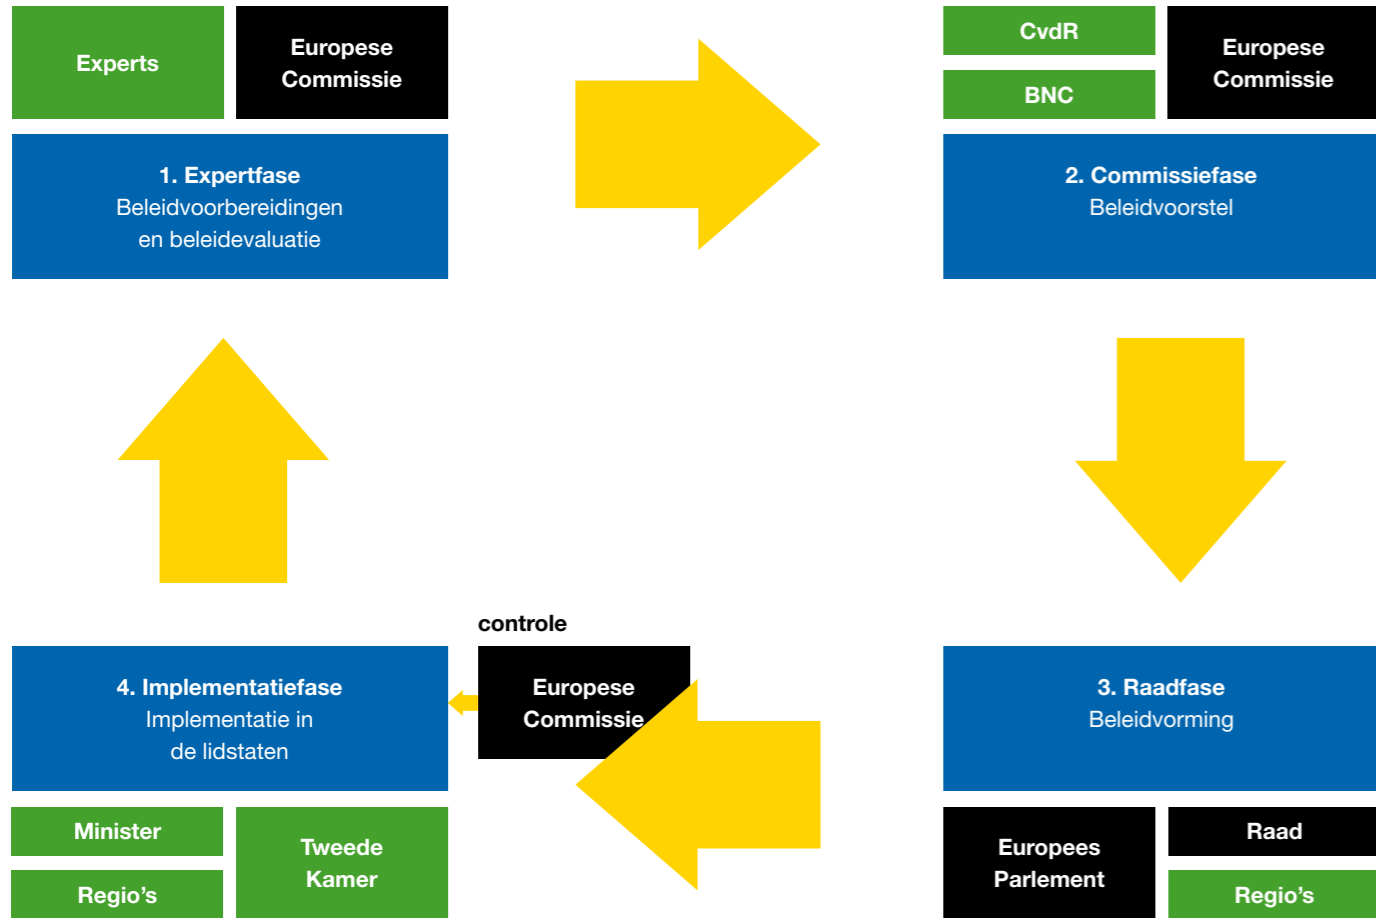 Experts
Europese
Commissie
1. Expertfase
Beleidvoorbereidingen
en beleidevaluatie
CvdR
BNC
Europese
Commissie
2. Commissiefase
Beleidvoorstel
controle
Europese
Commissie
4. Implementatiefase
Implementatie in
de lidstaten
Minister
Regio’s
Tweede
Kamer
3. Raadfase
Beleidvorming
Europees
Parlement
Raad
Regio’s